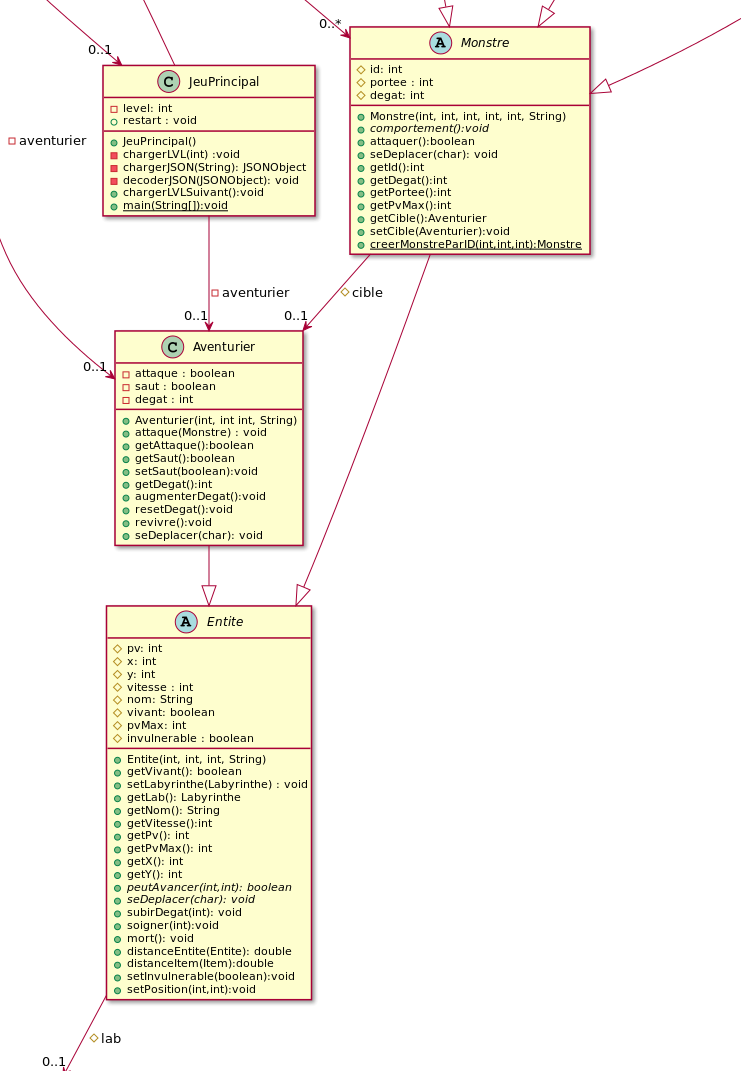 0..*
0..1
A Monstre
id: int
portee : int
degat: int
Monstre(int, int, int, int, int, String)
comportement():void
attaquer():boolean
seDeplacer(char): void
getId():int
getDegat():int
getPortee():int
getPvMax():int
getCible():Aventurier
setCible(Aventurier):void
creerMonstreParID(int,int,int):Monstre
C JeuPrincipal
level: int
restart : void
JeuPrincipal()
chargerLVL(int) :void
chargerJSON(String): JSONObject
decoderJSON(JSONObject): void
chargerLVLSuivant():void
main(String[]):void
aventurier
aventurier
cible
0..1
0..1
0..1
C Aventurier
attaque : boolean
saut : boolean
degat : int
Aventurier(int, int int, String)
attaque(Monstre) : void
getAttaque():boolean
getSaut():boolean
setSaut(boolean):void
getDegat():int
augmenterDegat():void
resetDegat():void
revivre():void
seDeplacer(char): void
A Entite
pv: int
x: int
y: int
vitesse : int
nom: String
vivant: boolean
pvMax: int
invulnerable : boolean
Entite(int, int, int, String)
getVivant(): boolean
setLabyrinthe(Labyrinthe) : void
getLab(): Labyrinthe
getNom(): String
getVitesse():int
getPv(): int
getPvMax(): int
getX(): int
getY(): int
peutAvancer(int,int): boolean
seDeplacer(char): void
subirDegat(int): void
soigner(int):void
mort(): void
distanceEntite(Entite): double
distanceItem(Item):double
setInvulnerable(boolean):void
setPosition(int,int):void
lab
0..1